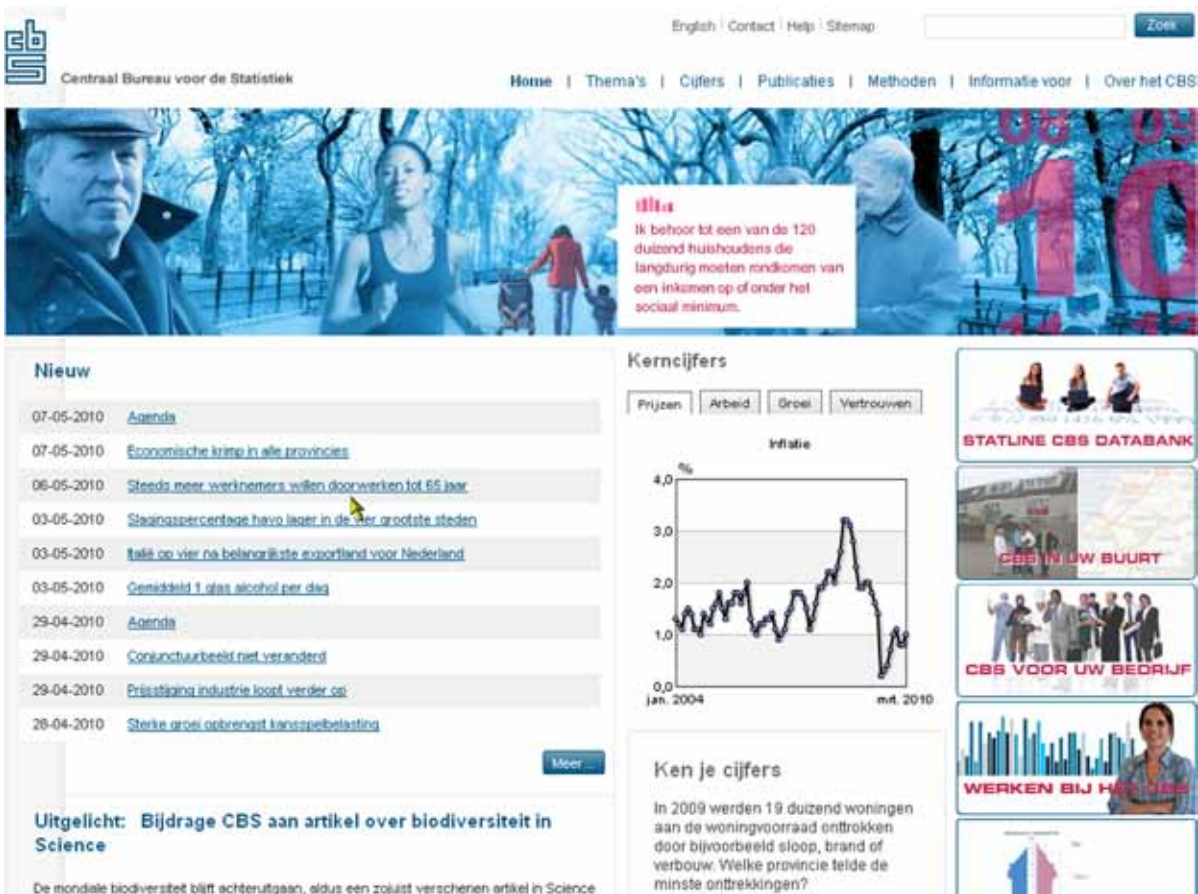 English | Contact | Help | Sitemap
Zoek
cbs
Centraal Bureau voor de Statistiek
Home | Thema's | Cijfers | Publicaties | Methoden | Informatie voor | Over het CBS
08 09
10
11 12
Ik behoor tot een van de 120
duizend huishoudens die
langdurig moeten rondkomen van
een inkomen op of onder het
sociaal minimum.
Nieuw
07-05-2010 Agenda
07-05-2010 Economische krimp in alle provincies
06-05-2010 Steeds meer werknemers willen doorwerken tot 65 jaar
03-05-2010 Slagingspercentage havo lager in de vier grootste steden
03-05-2010 Italië op vier na belangrijkste exportland voor Nederland
03-05-2010 Gemiddeld 1 glas alcohol per dag
29-04-2010 Agenda
29-04-2010 Conjunctuurbeeld niet veranderd
29-04-2010 Prijsstijging industrie loopt verder op
28-04-2010 Sterke groei opbrengst kansspelbelasting
Meer ...
Uitgelicht: Bijdrage CBS aan artikel over biodiversiteit in
Science
De mondiale biodiversiteit blijft achteruitgaan, aldus een zojuist verschenen artikel in Science
Kerncijfers
Prijzen Arbeid Groei Vertrouwen
Inflatie
%
4,0
3,0
2,0
1,0
0,0
jan. 2004 mrt. 2010
Ken je cijfers
In 2009 werden 19 duizend woningen
aan de woningvoorraad onttrokken
door bijvoorbeeld sloop, brand of
verbouw. Welke provincie telde de
minste onttrekkingen?
STATLINE CBS DATABANK
CBS IN UW BUURT
CBS VOOR UW BEDRIJF
WERKEN BIJ HET CBS